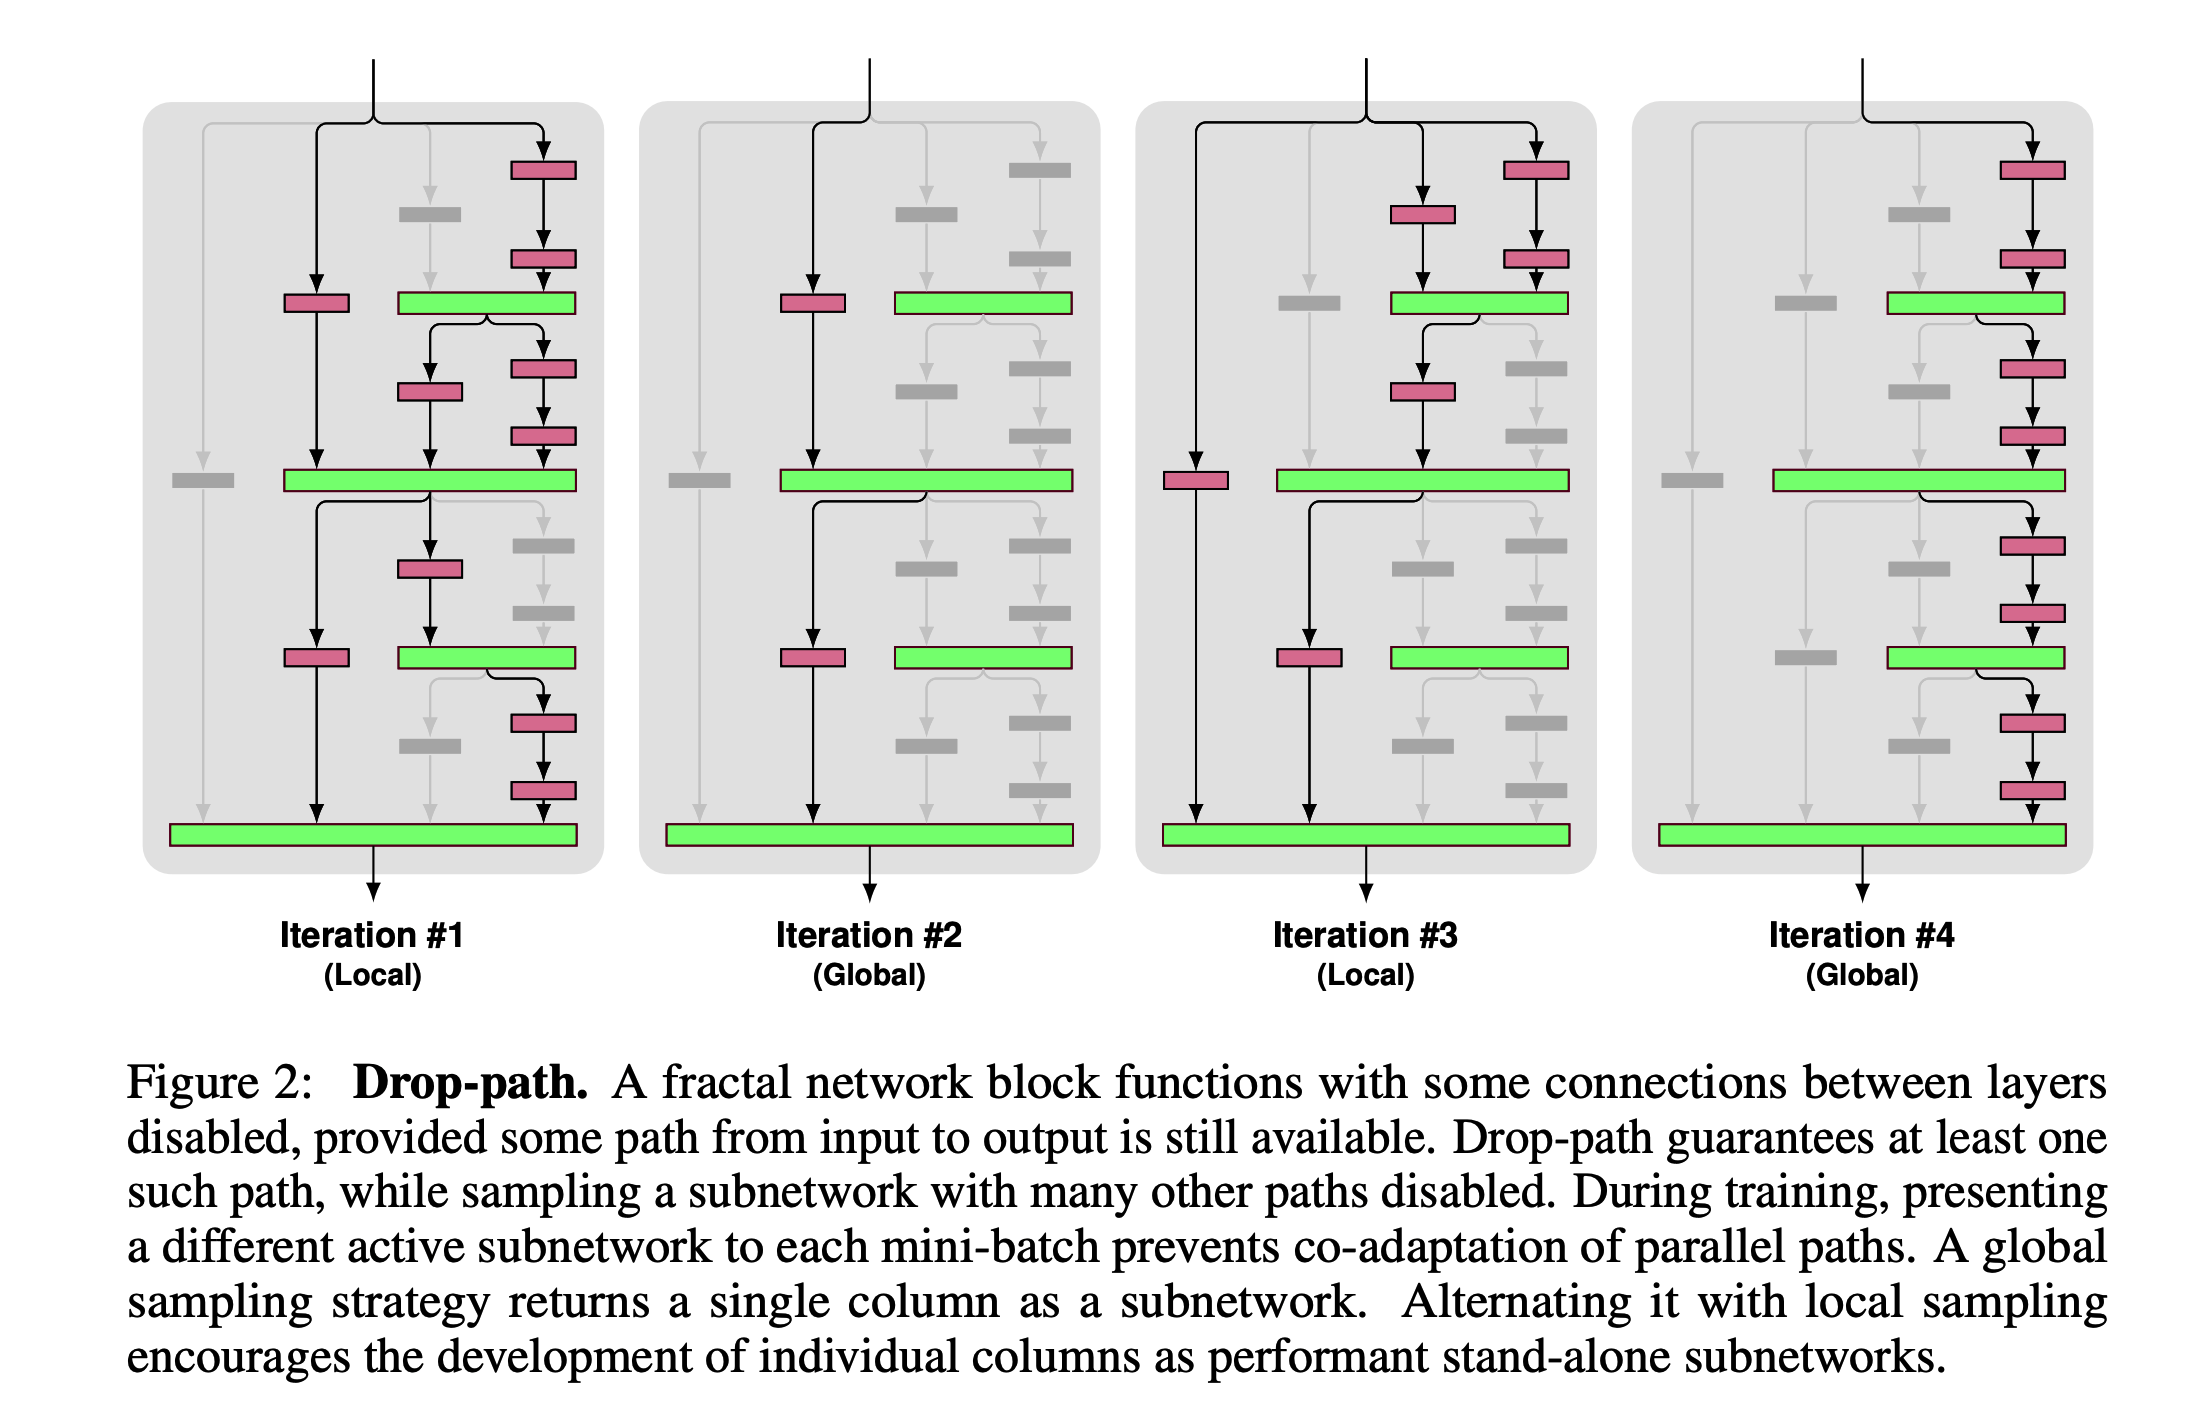 Iteration #1
(Local)
Iteration #2
(Global)
Iteration #3
(Local)
Iteration #4
(Global)
Figure 2: Drop-path. A fractal network block functions with some connections between layers
disabled, provided some path from input to output is still available. Drop-path guarantees at least one
such path, while sampling a subnetwork with many other paths disabled. During training, presenting
a different active subnetwork to each mini-batch prevents co-adaptation of parallel paths. A global
sampling strategy returns a single column as a subnetwork. Alternating it with local sampling
encourages the development of individual columns as performant stand-alone subnetworks.